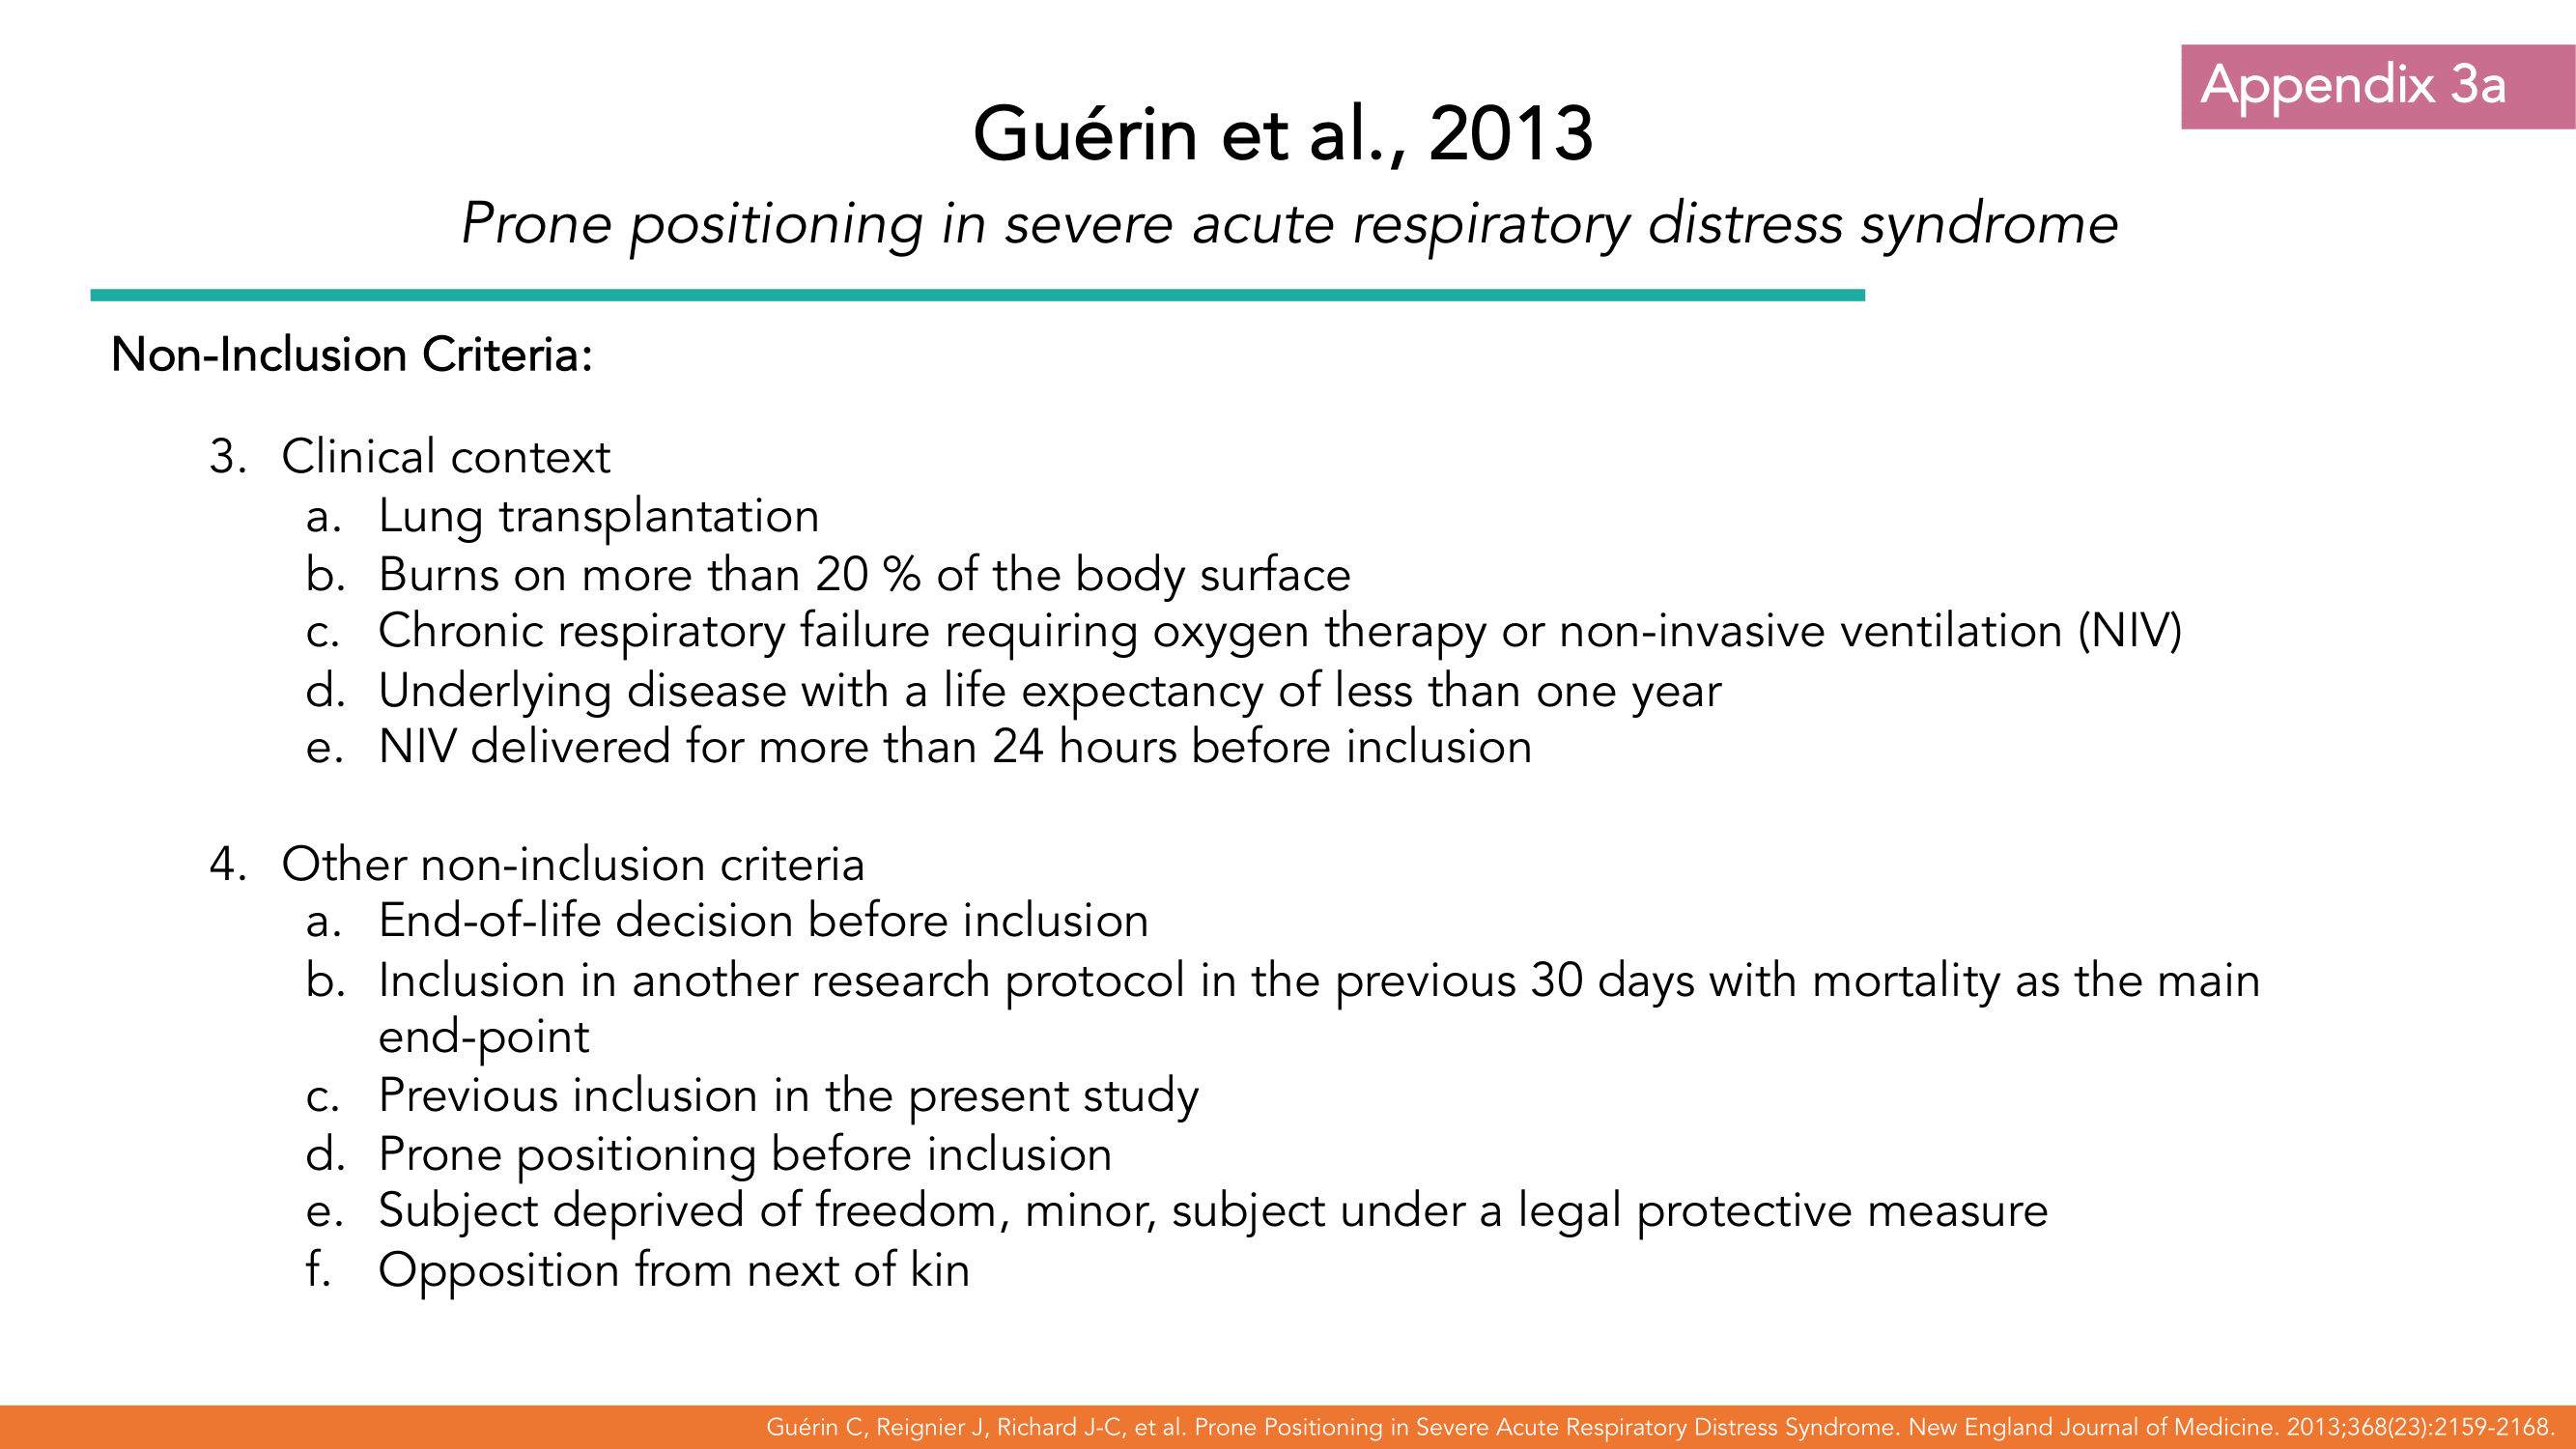 Appendix 3a
Guérin et al., 2013
Prone positioning in severe acute respiratory distress syndrome
Non-Inclusion Criteria:
3. Clinical context
a. Lung transplantation
b. Burns on more than 20 % of the body surface
c. Chronic respiratory failure requiring oxygen therapy or non-invasive ventilation (NIV)
d. Underlying disease with a life expectancy of less than one year
e. NIV delivered for more than 24 hours before inclusion
4. Other non-inclusion criteria
a. End-of-life decision before inclusion
b. Inclusion in another research protocol in the previous 30 days with mortality as the main
end-point
c. Previous inclusion in the present study
d. Prone positioning before inclusion
e. Subject deprived of freedom, minor, subject under a legal protective measure
f. Opposition from next of kin
Guérin C, Reignier J, Richard J-C, et al. Prone Positioning in Severe Acute Respiratory Distress Syndrome. New England Journal of Medicine. 2013;368(23):2159-2168.